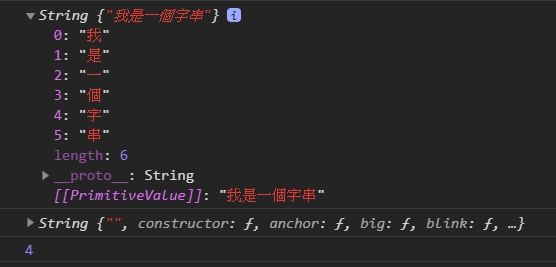 ▼String {"我是一個字串"} i
0: "我"
1: "是"
2: "一"
3: "個"
4: "字"
5: "串"
length: 6
▶__proto__: String
[[PrimitiveValue]]: "我是一個字串"
▶String {"", constructor: ƒ, anchor: ƒ, big: ƒ, blink: ƒ, …}
4